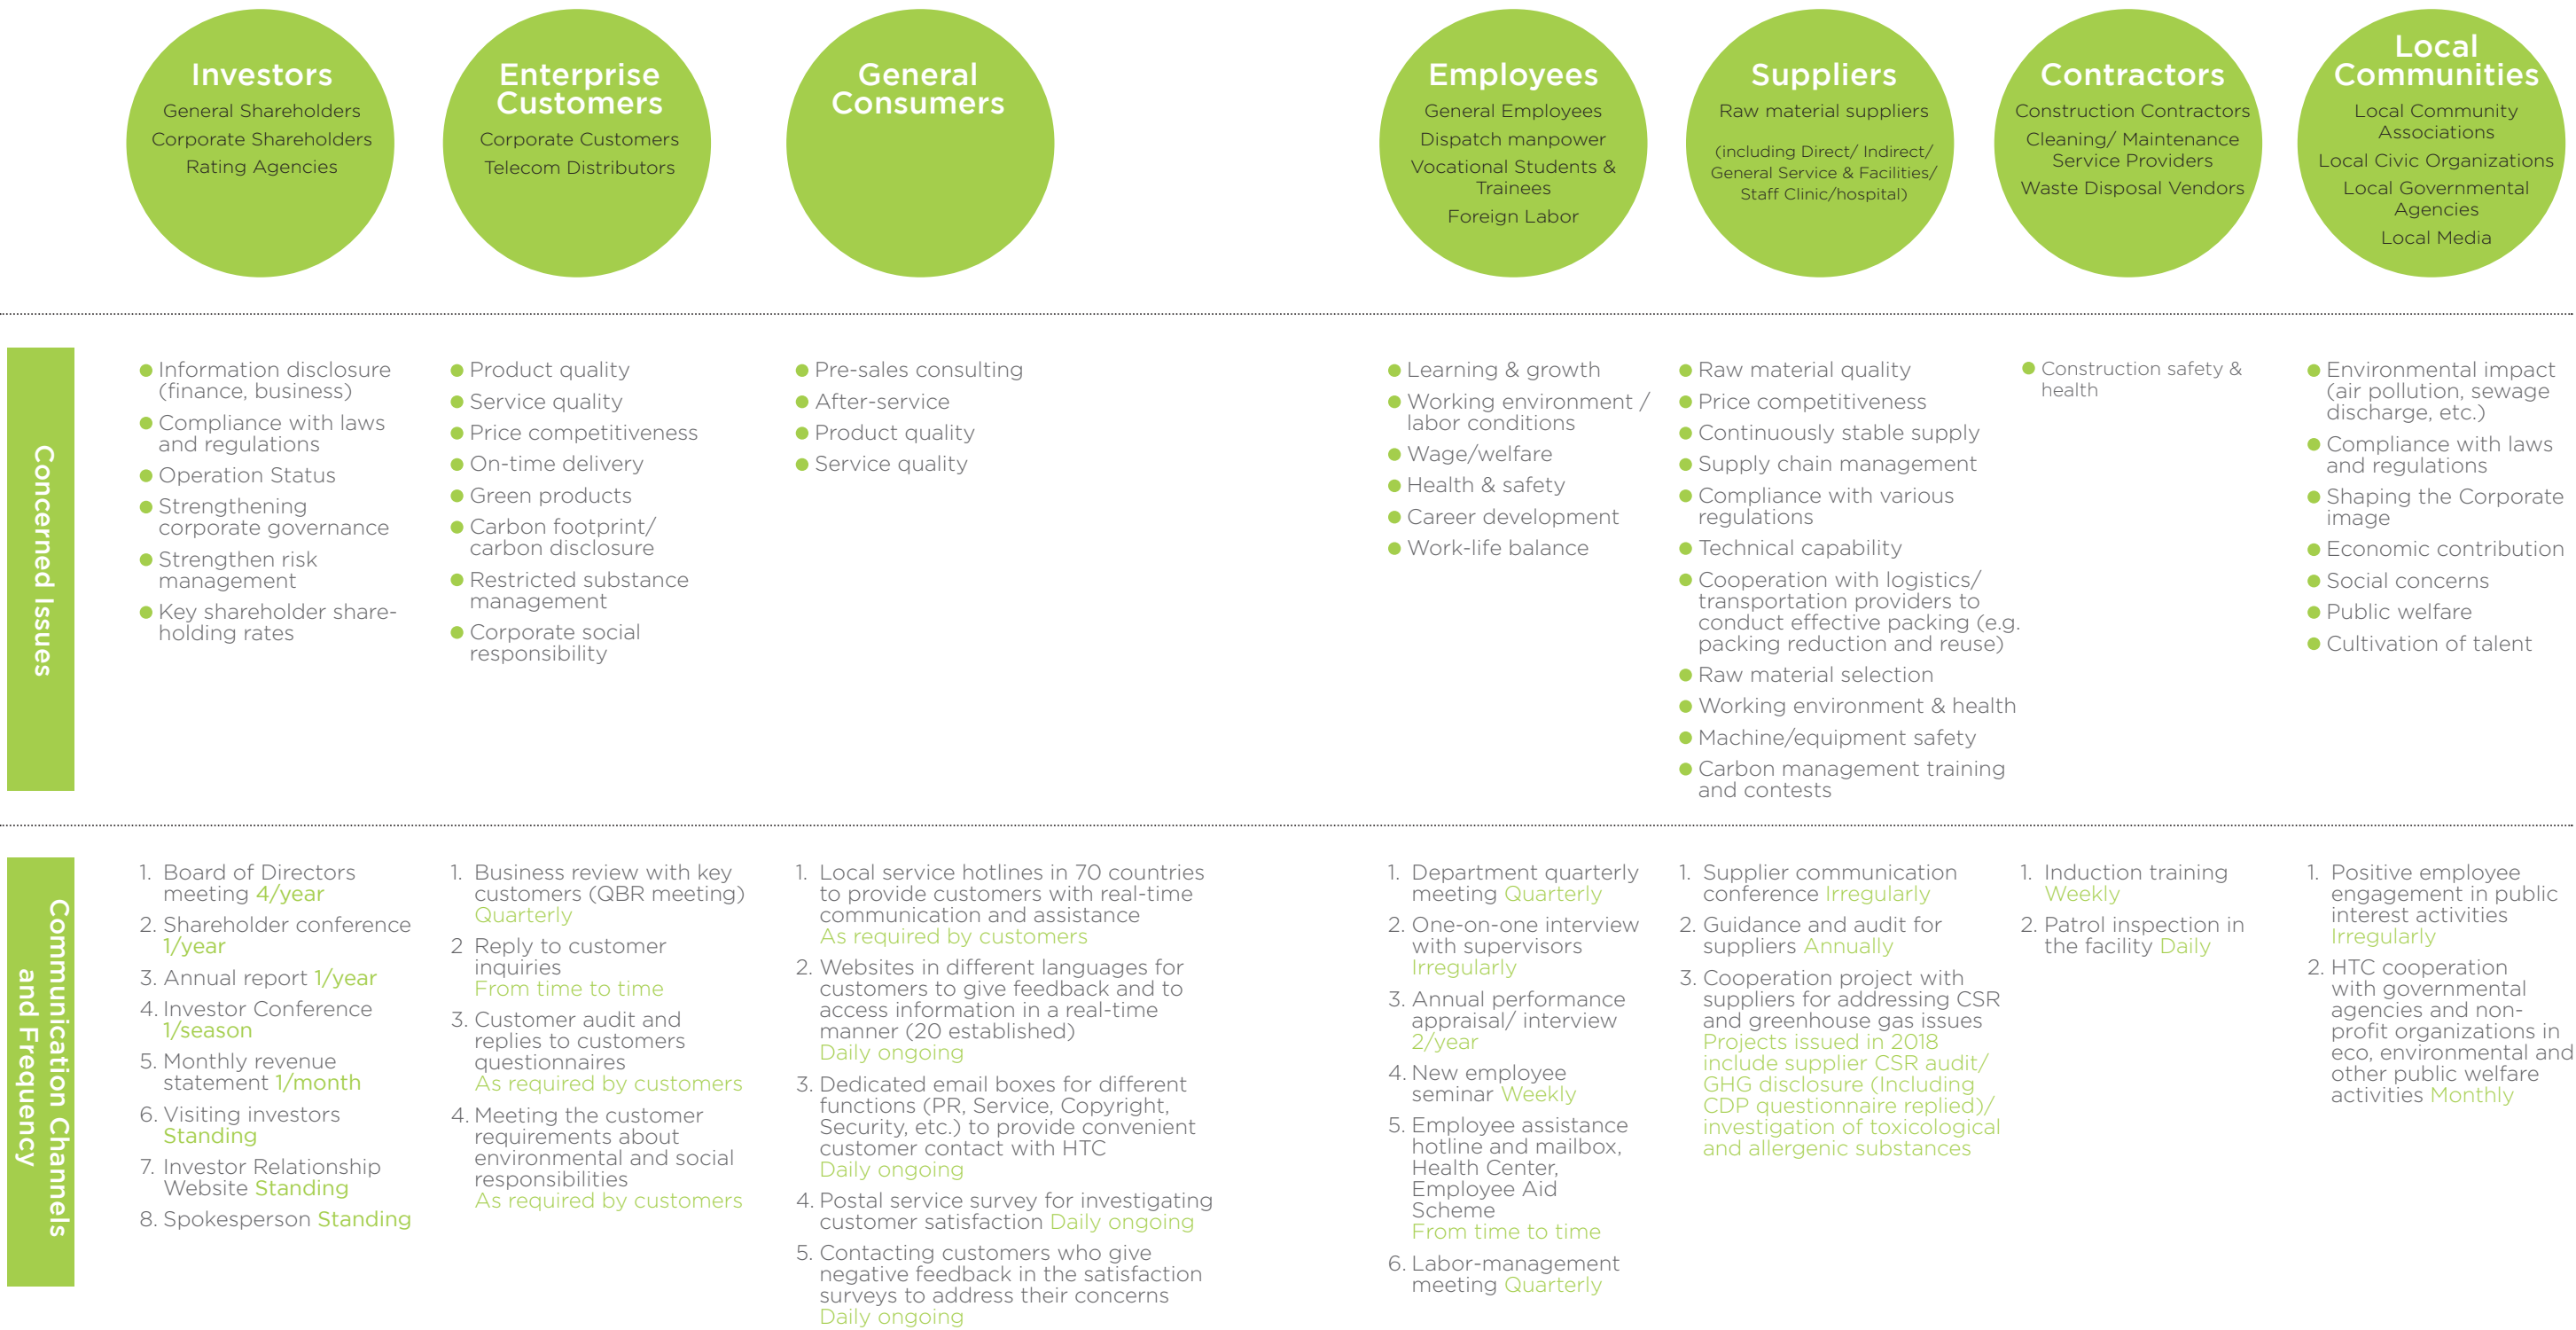 Investors
General Shareholders
Corporate Shareholders
Rating Agencies
Enterprise
Customers
Corporate Customers
Telecom Distributors
General
Consumers
Employees
General Employees
Dispatch manpower
Vocational Students &
Trainees
Foreign Labor
Suppliers
Raw material suppliers
(including Direct/ Indirect/
General Service & Facilities/
Staff Clinic/hospital)
Contractors
Construction Contractors
Cleaning/ Maintenance
Service Providers
Waste Disposal Vendors
Local
Communities
Local Community
Associations
Local Civic Organizations
Local Governmental
Agencies
Local Media
Concerned Issues
Information disclosure
(finance, business)
Compliance with laws
and regulations
Operation Status
Strengthening
corporate governance
Strengthen risk
management
Key shareholder share-
holding rates
Product quality
Service quality
Price competitiveness
On-time delivery
Green products
Carbon footprint/
carbon disclosure
Restricted substance
management
Corporate social
responsibility
Pre-sales consulting
After-service
Product quality
Service quality
Learning & growth
Working environment /
labor conditions
Wage/welfare
Health & safety
Career development
Work-life balance
Raw material quality
Price competitiveness
Continuously stable supply
Supply chain management
Compliance with various
regulations
Technical capability
Cooperation with logistics/
transportation providers to
conduct effective packing (e.g.
packing reduction and reuse)
Raw material selection
Working environment & health
Machine/equipment safety
Carbon management training
and contests
Construction safety &
health
Environmental impact
(air pollution, sewage
discharge, etc.)
Compliance with laws
and regulations
Shaping the Corporate
image
Economic contribution
Social concerns
Public welfare
Cultivation of talent
Communication Channels
and Frequency
1. Board of Directors
meeting 4/year
2. Shareholder conference
1/year
3. Annual report 1/year
4. Investor Conference
1/season
5. Monthly revenue
statement 1/month
6. Visiting investors
Standing
7. Investor Relationship
Website Standing
8. Spokesperson Standing
1. Business review with key
customers (QBR meeting)
Quarterly
2 Reply to customer
inquiries
From time to time
3. Customer audit and
replies to customers
questionnaires
As required by customers
4. Meeting the customer
requirements about
environmental and social
responsibilities
As required by customers
1. Local service hotlines in 70 countries
to provide customers with real-time
communication and assistance
As required by customers
2. Websites in different languages for
customers to give feedback and to
access information in a real-time
manner (20 established)
Daily ongoing
3. Dedicated email boxes for different
functions (PR, Service, Copyright,
Security, etc.) to provide convenient
customer contact with HTC
Daily ongoing
4. Postal service survey for investigating
customer satisfaction Daily ongoing
5. Contacting customers who give
negative feedback in the satisfaction
surveys to address their concerns
Daily ongoing
1. Department quarterly
meeting Quarterly
2. One-on-one interview
with supervisors
Irregularly
3. Annual performance
appraisal/ interview
2/year
4. New employee
seminar Weekly
5. Employee assistance
hotline and mailbox,
Health Center,
Employee Aid
Scheme
From time to time
6. Labor-management
meeting Quarterly
1. Supplier communication
conference Irregularly
2. Guidance and audit for
suppliers Annually
3. Cooperation project with
suppliers for addressing CSR
and greenhouse gas issues
Projects issued in 2018
include supplier CSR audit/
GHG disclosure (Including
CDP questionnaire replied)/
investigation of toxicological
and allergenic substances
1. Induction training
Weekly
2. Patrol inspection in
the facility Daily
1. Positive employee
engagement in public
interest activities
Irregularly
2. HTC cooperation
with governmental
agencies and non-
profit organizations in
eco, environmental and
other public welfare
activities Monthly